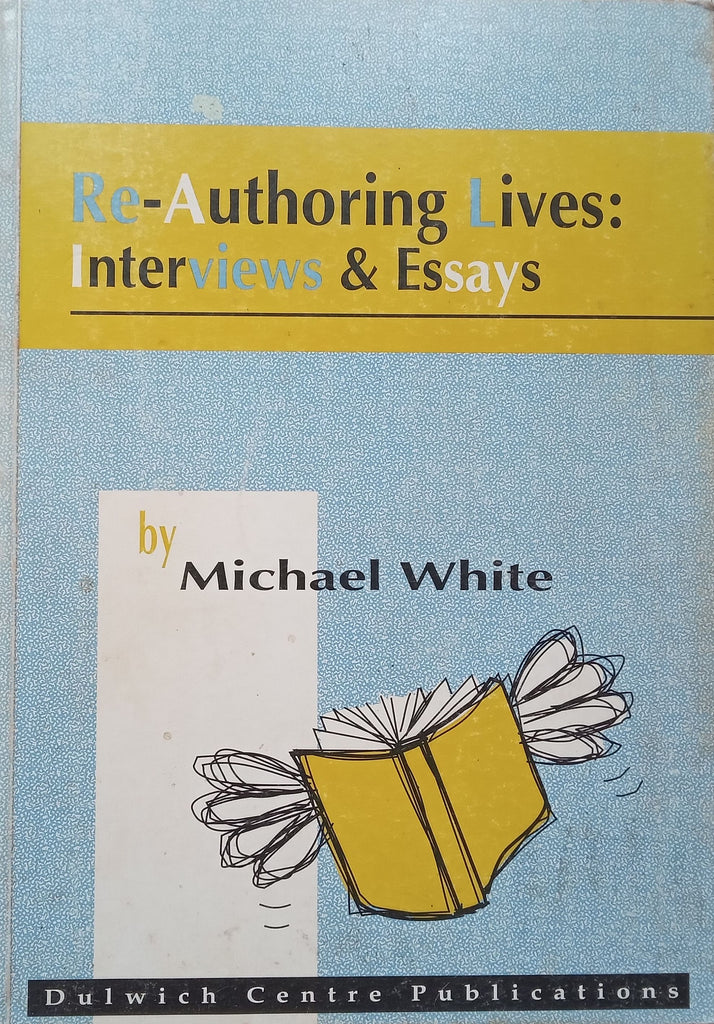 Re-Authoring Lives:
Interviews & Essays
by
Michael White
Dulwich Centre Publications